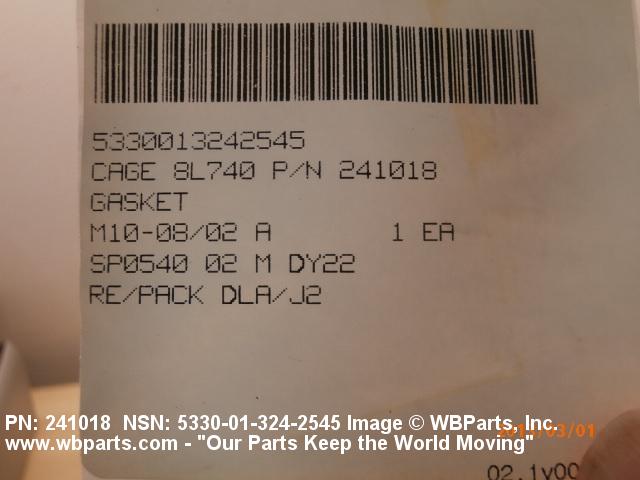 5330013242545
CAGE 8L740 P/N 241018
GASKET
M10-08/02 A 1 EA
SP0540 02 M DY22
RE/PACK DLA/J2
PN: 241018 NSN: 5330-01-324-2545 Image © WBParts, Inc.
www.wbparts.com - "Our Parts Keep the World Moving"